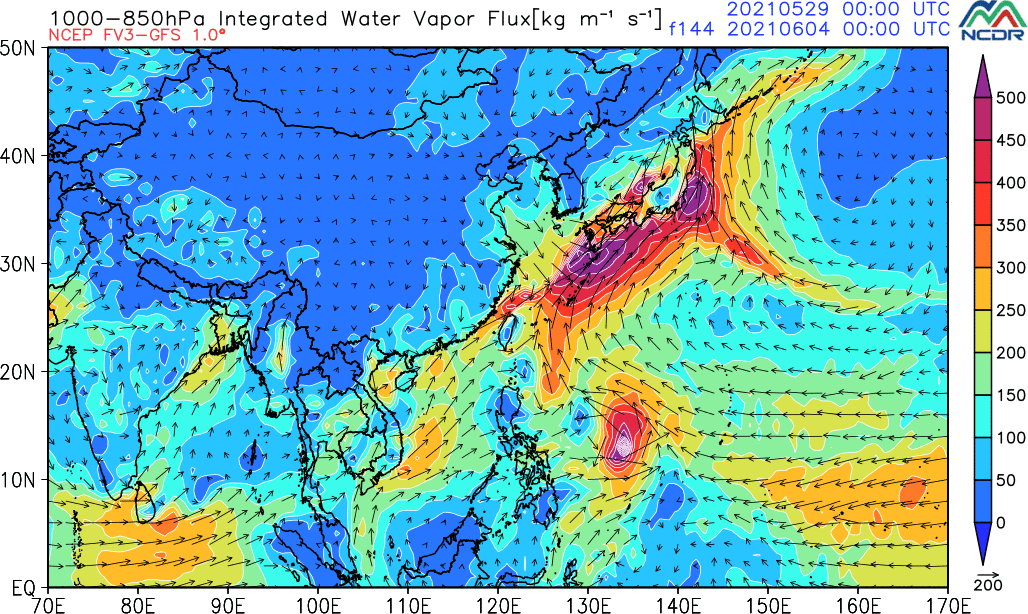 1000-850hPa Integrated Water Vapor Flux[kg m⁻¹ s⁻¹]
20210529 00:00 UTC
NCEP FV3-GFS 1.0°
f144 20210604 00:00 UTC
NCDR
50N
40N
30N
20N
10N
EQ
70E 80E 90E 100E 110E 120E 130E 140E 150E 160E 170E
500
450
400
350
300
250
200
150
100
50
0
200